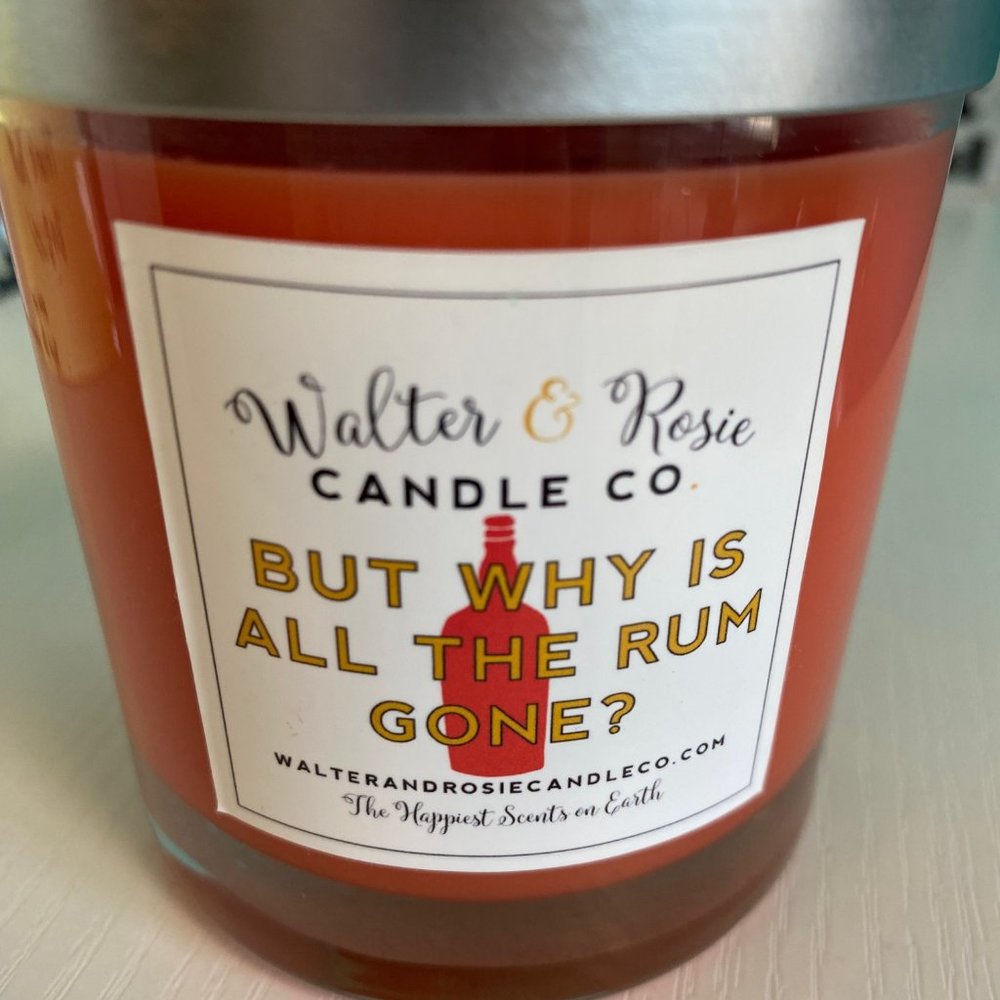 Walter & Rosie
CANDLE CO.
BUT WHY IS
ALL THE RUM
GONE?
WALTERANDROSIECANDLECO.COM
The Happiest Scents on Earth